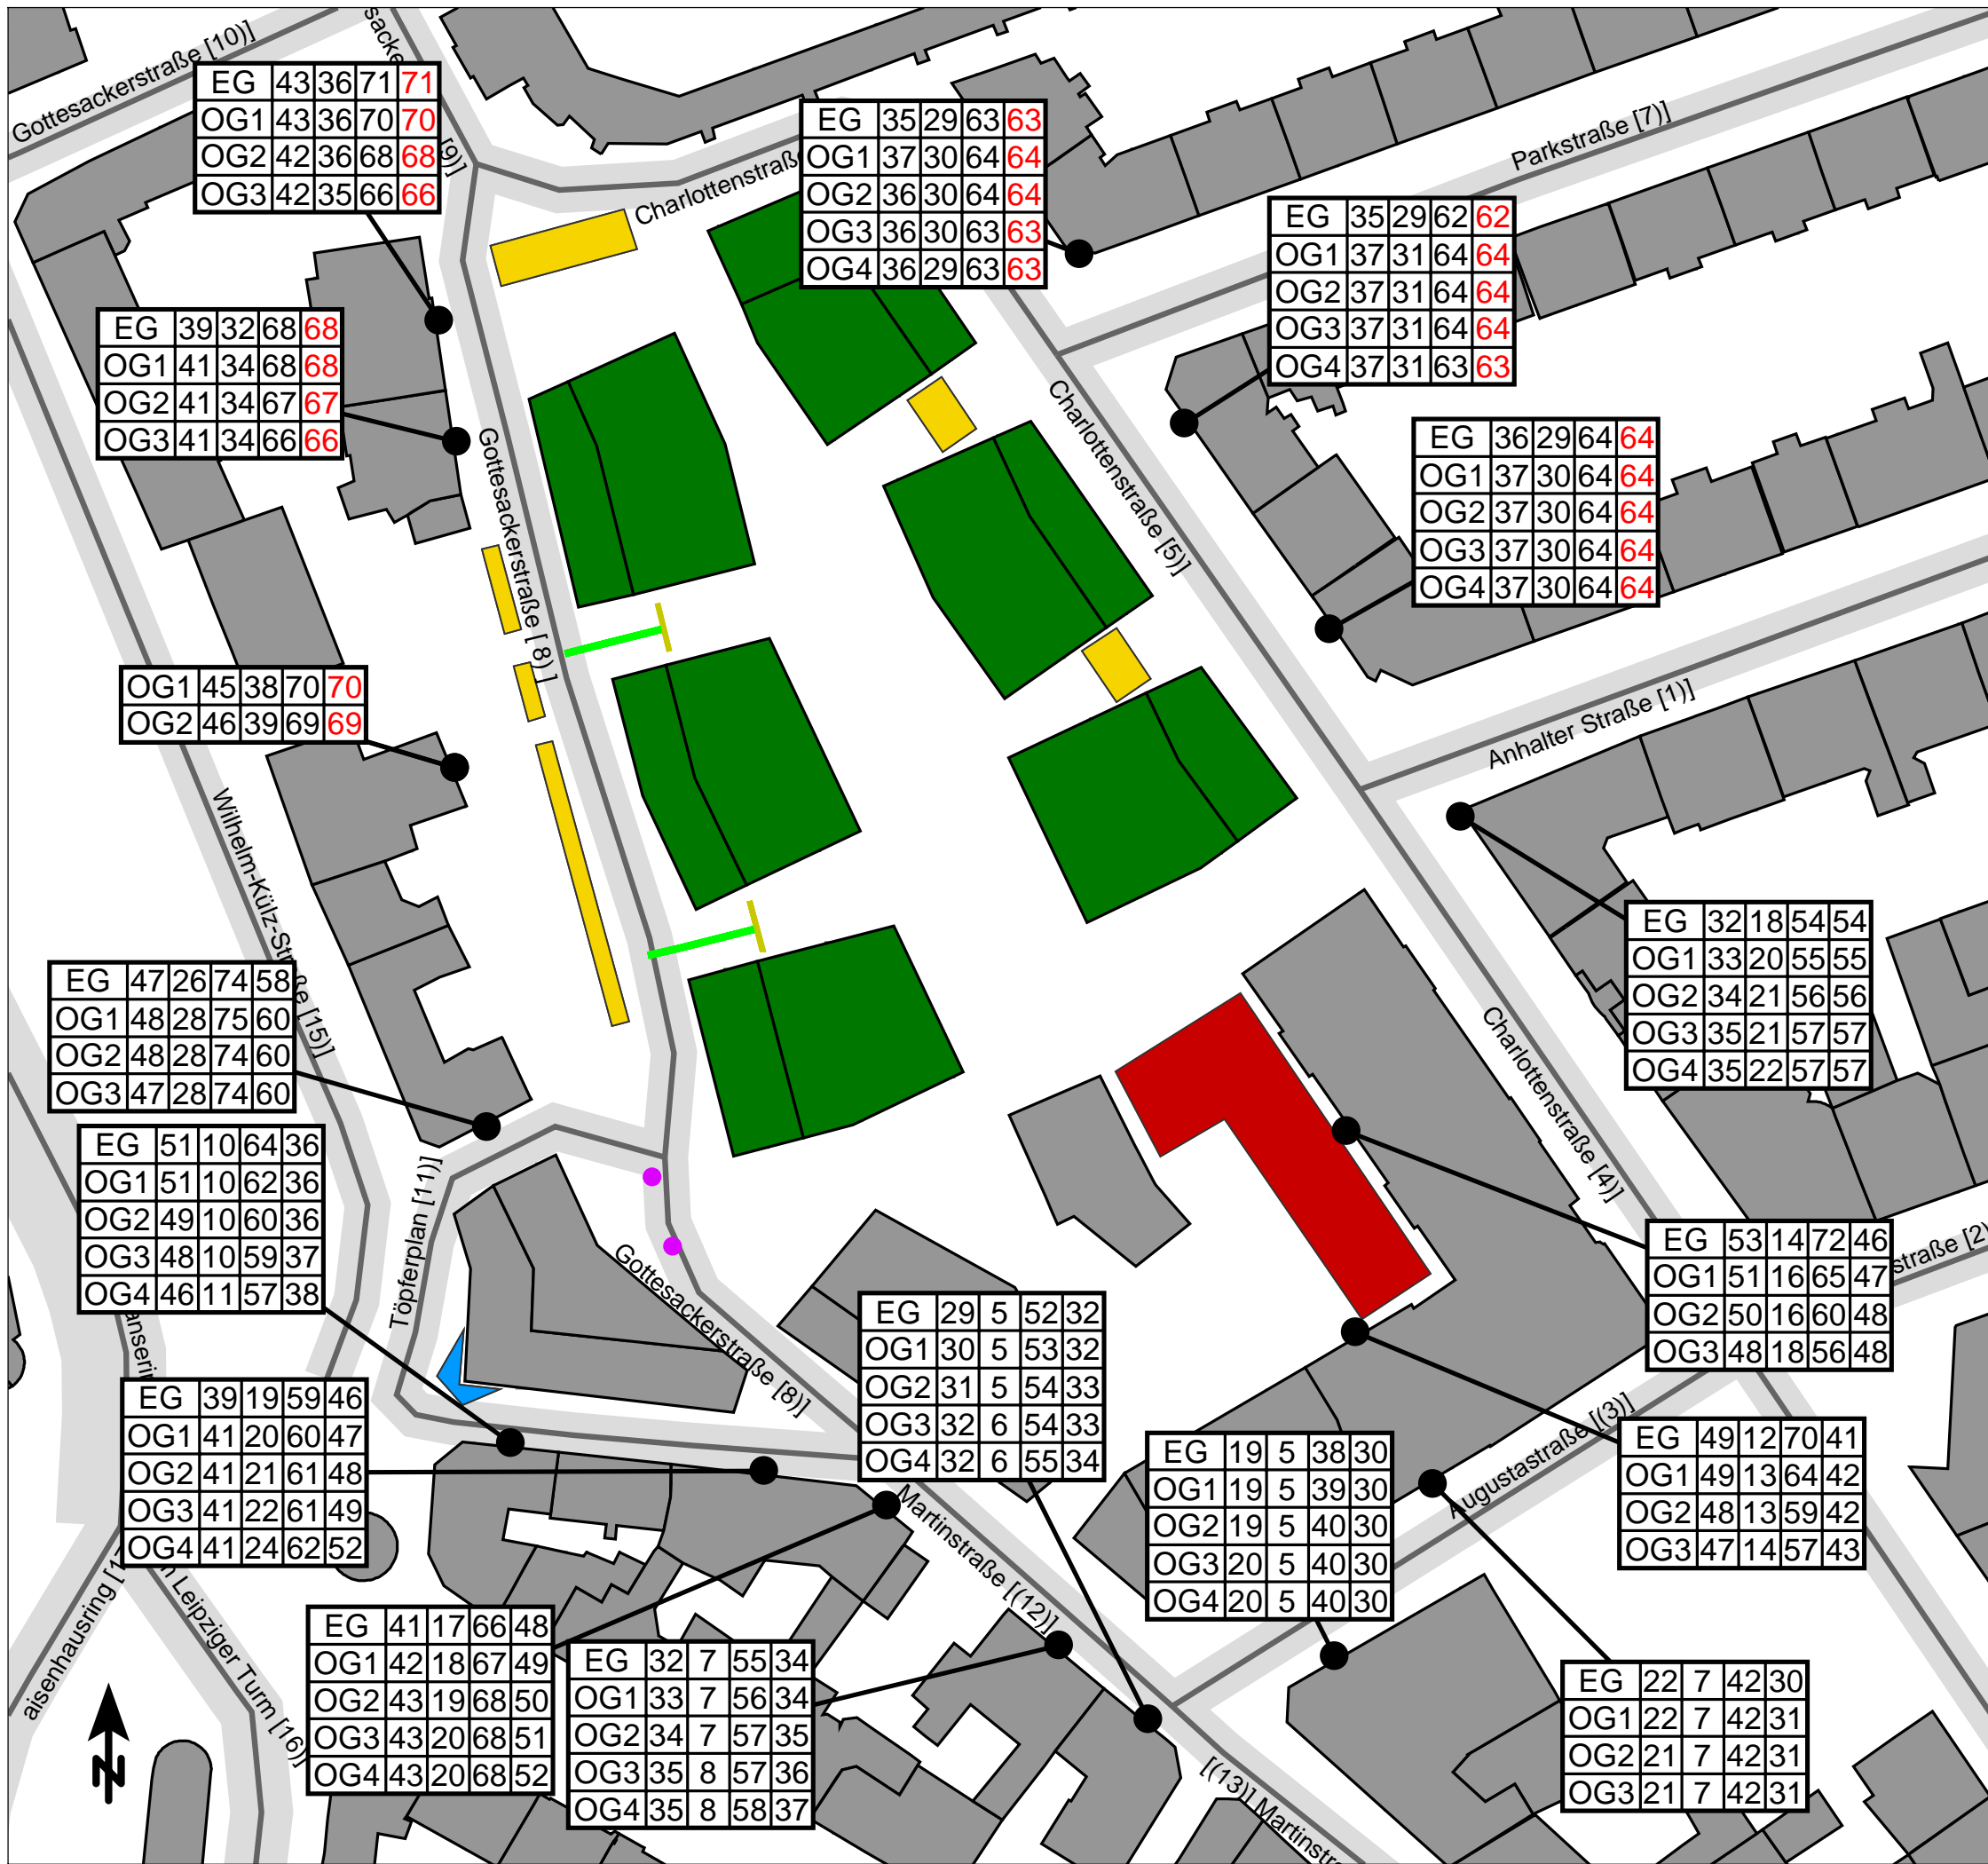 Gottesackerstraße [10)]
sacke
[9)]
EG 43 36 71 71
OG1 43 36 70 70
OG2 42 36 68 68
OG3 42 35 66 66
Charlottenstraße
EG 35 29 63 63
OG1 37 30 64 64
OG2 36 30 64 64
OG3 36 30 63 63
OG4 36 29 63 63
Parkstraße [7)]
EG 35 29 62 62
OG1 37 31 64 64
OG2 37 31 64 64
OG3 37 31 64 64
OG4 37 31 63 63
EG 39 32 68 68
OG1 41 34 68 68
OG2 41 34 67 67
OG3 41 34 66 66
Gottesackerstraße [ 8) ]
Charlottenstraße [5)]
EG 36 29 64 64
OG1 37 30 64 64
OG2 37 30 64 64
OG3 37 30 64 64
OG4 37 30 64 64
OG1 45 38 70 70
OG2 46 39 69 69
Anhalter Straße [1)]
Wilhelm-Külz-Straße [15)]
EG 32 18 54 54
OG1 33 20 55 55
OG2 34 21 56 56
OG3 35 21 57 57
OG4 35 22 57 57
EG 47 26 74 58
OG1 48 28 75 60
OG2 48 28 74 60
OG3 47 28 74 60
Charlottenstraße [4)]
EG 51 10 64 36
OG1 51 10 62 36
OG2 49 10 60 36
OG3 48 10 59 37
OG4 46 11 57 38
Töpferplan [11)]
Gottesackerstraße [8)]
EG 53 14 72 46
OG1 51 16 65 47
OG2 50 16 60 48
OG3 48 18 56 48
straße [2)
ansering
EG 29 5 52 32
OG1 30 5 53 32
OG2 31 5 54 33
OG3 32 6 54 33
OG4 32 6 55 34
EG 39 19 59 46
OG1 41 20 60 47
OG2 41 21 61 48
OG3 41 22 61 49
OG4 41 24 62 52
Augustastraße [(3)]
EG 49 12 70 41
OG1 49 13 64 42
OG2 48 13 59 42
OG3 47 14 57 43
EG 19 5 38 30
OG1 19 5 39 30
OG2 19 5 40 30
OG3 20 5 40 30
OG4 20 5 40 30
Martinstraße [(12)]
aisenhausring [1
Leipziger Turm [16)]
EG 41 17 66 48
OG1 42 18 67 49
OG2 43 19 68 50
OG3 43 20 68 51
OG4 43 20 68 52
EG 32 7 55 34
OG1 33 7 56 34
OG2 34 7 57 35
OG3 35 8 57 36
OG4 35 8 58 37
EG 22 7 42 30
OG1 22 7 42 31
OG2 21 7 42 31
OG3 21 7 42 31
[(13)] Martinstr
N